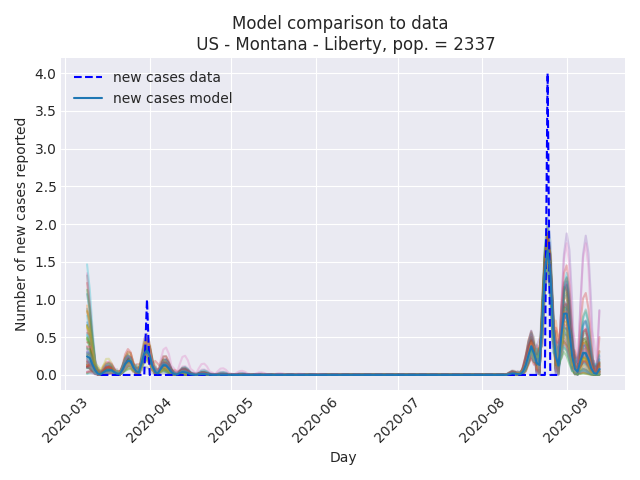 Model comparison to data
US - Montana - Liberty, pop. = 2337
new cases data
new cases model
Number of new cases reported
4.0
3.5
3.0
2.5
2.0
1.5
1.0
0.5
0.0
2020-03
2020-04
2020-05
2020-06
2020-07
2020-08
2020-09
Day